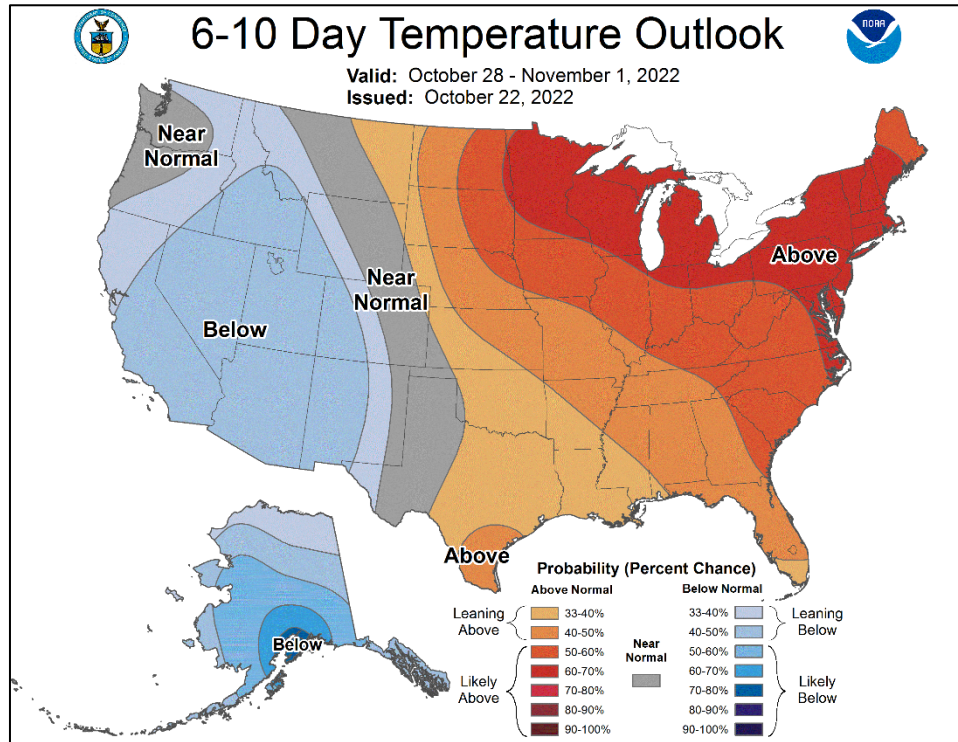 6-10 Day Temperature Outlook
Valid: October 28 - November 1, 2022
Issued: October 22, 2022
NOAA
Near
Normal
Near
Normal
Above
Below
Above
Below
Probability (Percent Chance)
Above Normal
Below Normal
Leaning
Above
33-40%
40-50%
Likely
Above
50-60%
60-70%
70-80%
80-90%
90-100%
Near
Normal
33-40%
40-50%
Leaning
Below
50-60%
60-70%
70-80%
80-90%
90-100%
Likely
Below